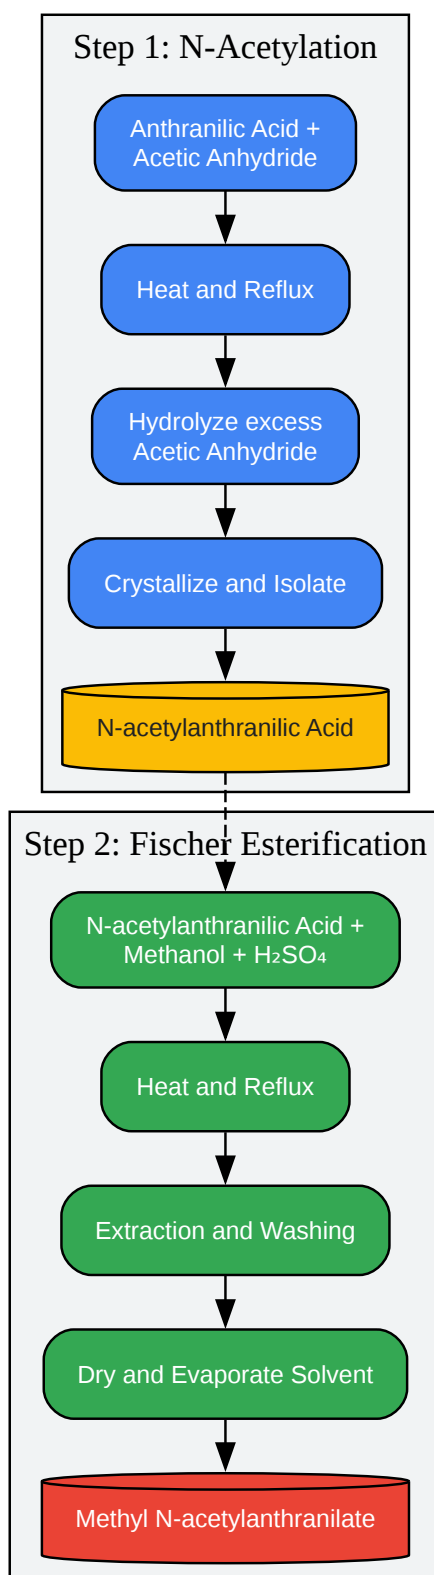 Step 1: N-Acetylation
Anthranilic Acid +
Acetic Anhydride
Heat and Reflux
Hydrolyze excess
Acetic Anhydride
Crystallize and Isolate
N-acetylanthranilic Acid
Step 2: Fischer Esterification
N-acetylanthranilic Acid +
Methanol + H₂SO₄
Heat and Reflux
Extraction and Washing
Dry and Evaporate Solvent
Methyl N-acetylanthranilate